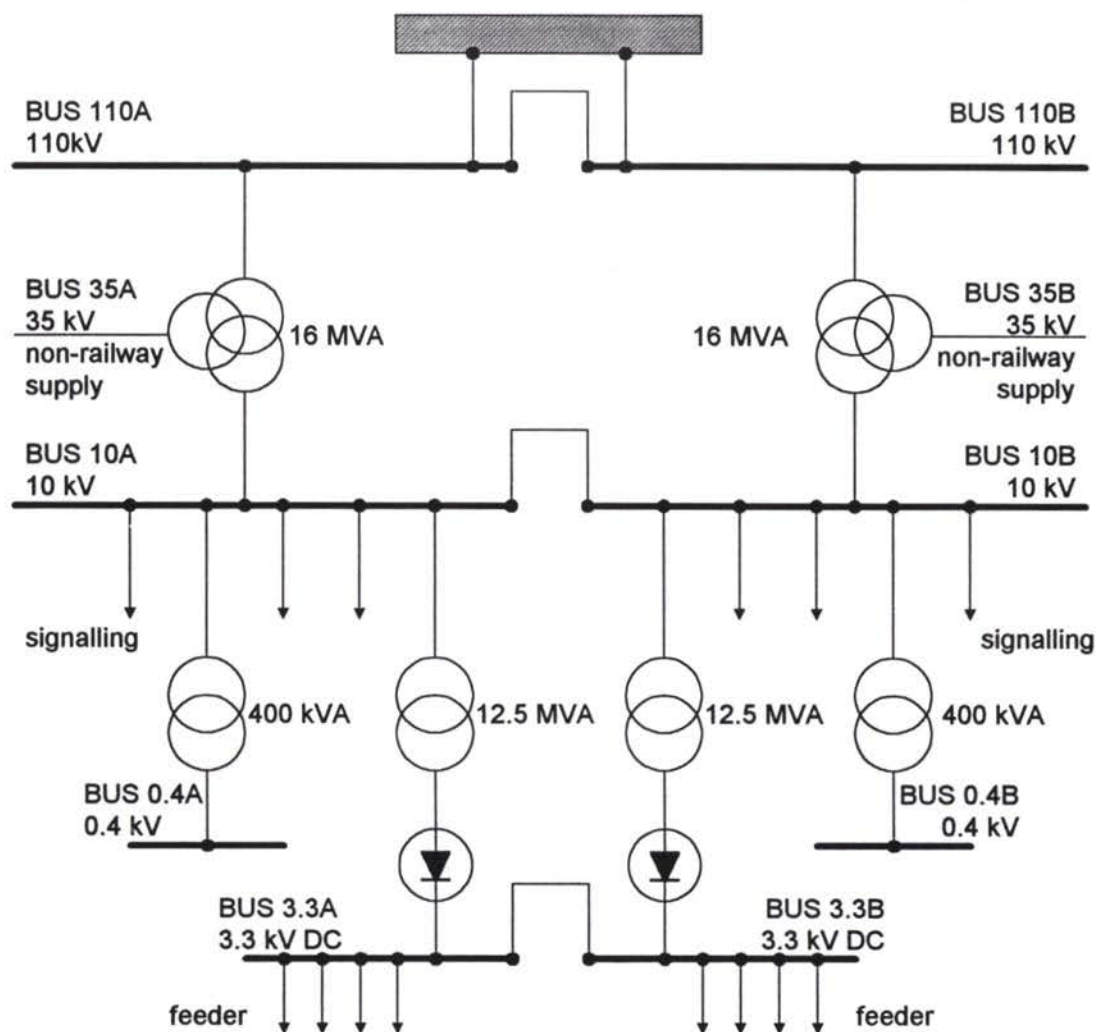 BUS 110A
110kV
BUS 110B
110 kV
BUS 35A
35 kV
non-railway
supply
16 MVA
16 MVA
BUS 35B
35 kV
non-railway
supply
BUS 10A
10 kV
BUS 10B
10 kV
signalling
signalling
400 kVA
12.5 MVA
12.5 MVA
400 kVA
BUS 0.4A
0.4 kV
BUS 0.4B
0.4 kV
BUS 3.3A
3.3 kV DC
BUS 3.3B
3.3 kV DC
feeder
feeder